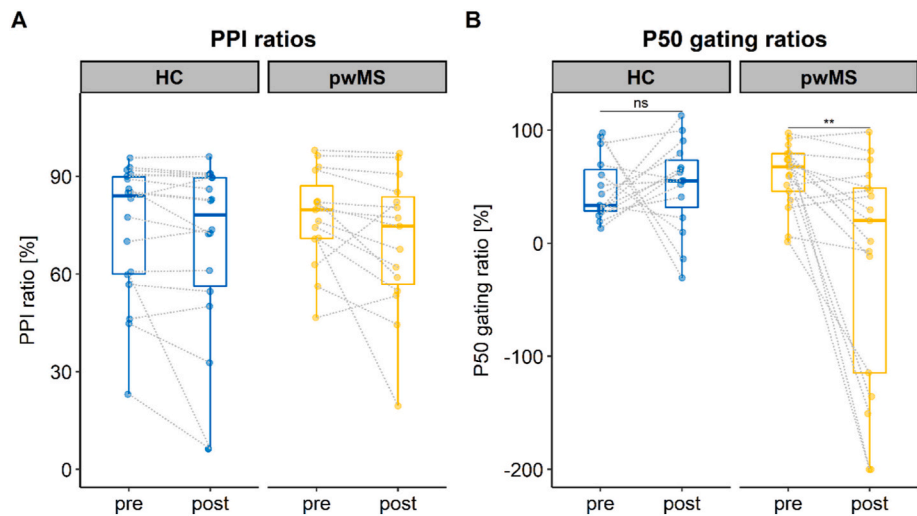 A
PPI ratios
HC
pwMS
PPI ratio [%]
90
60
30
0
pre
post
pre
post
B
P50 gating ratios
HC
pwMS
ns
**
P50 gating ratio [%]
100
0
-100
-200
pre
post
pre
post